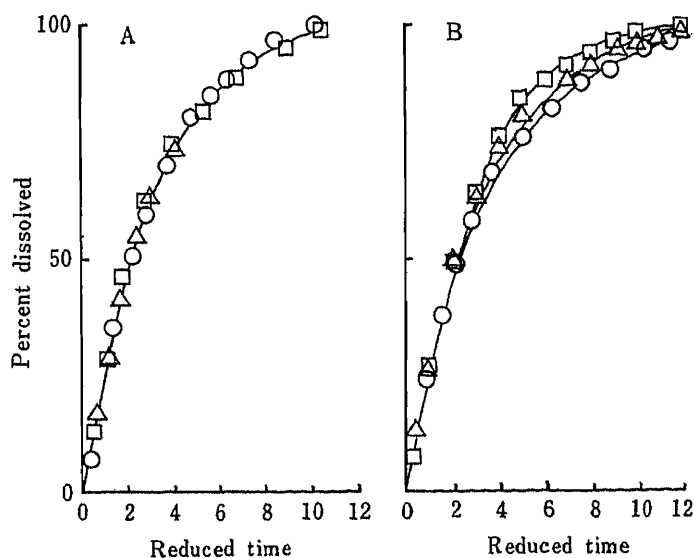 A
B
100
50
0
Percent dissolved
0 2 4 6 8 10 12
0 2 4 6 8 10 12
Reduced time
Reduced time